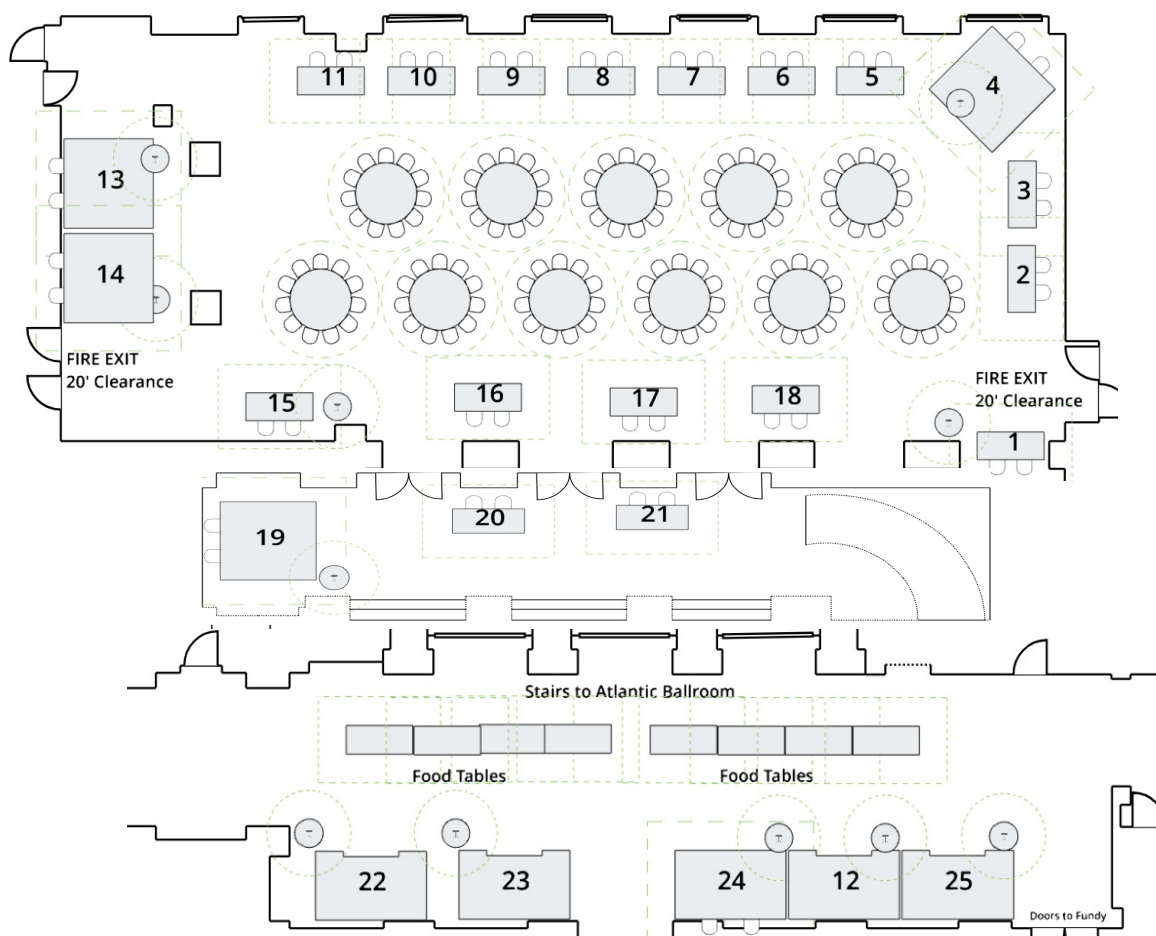 11 10 9 8 7 6 5 4
13
3
14
2
FIRE EXIT
20' Clearance
FIRE EXIT
20' Clearance
15 16 17 18
1
19 20 21
Stairs to Atlantic Ballroom
Food Tables Food Tables
22 23 24 12 25
Doors to Fundy